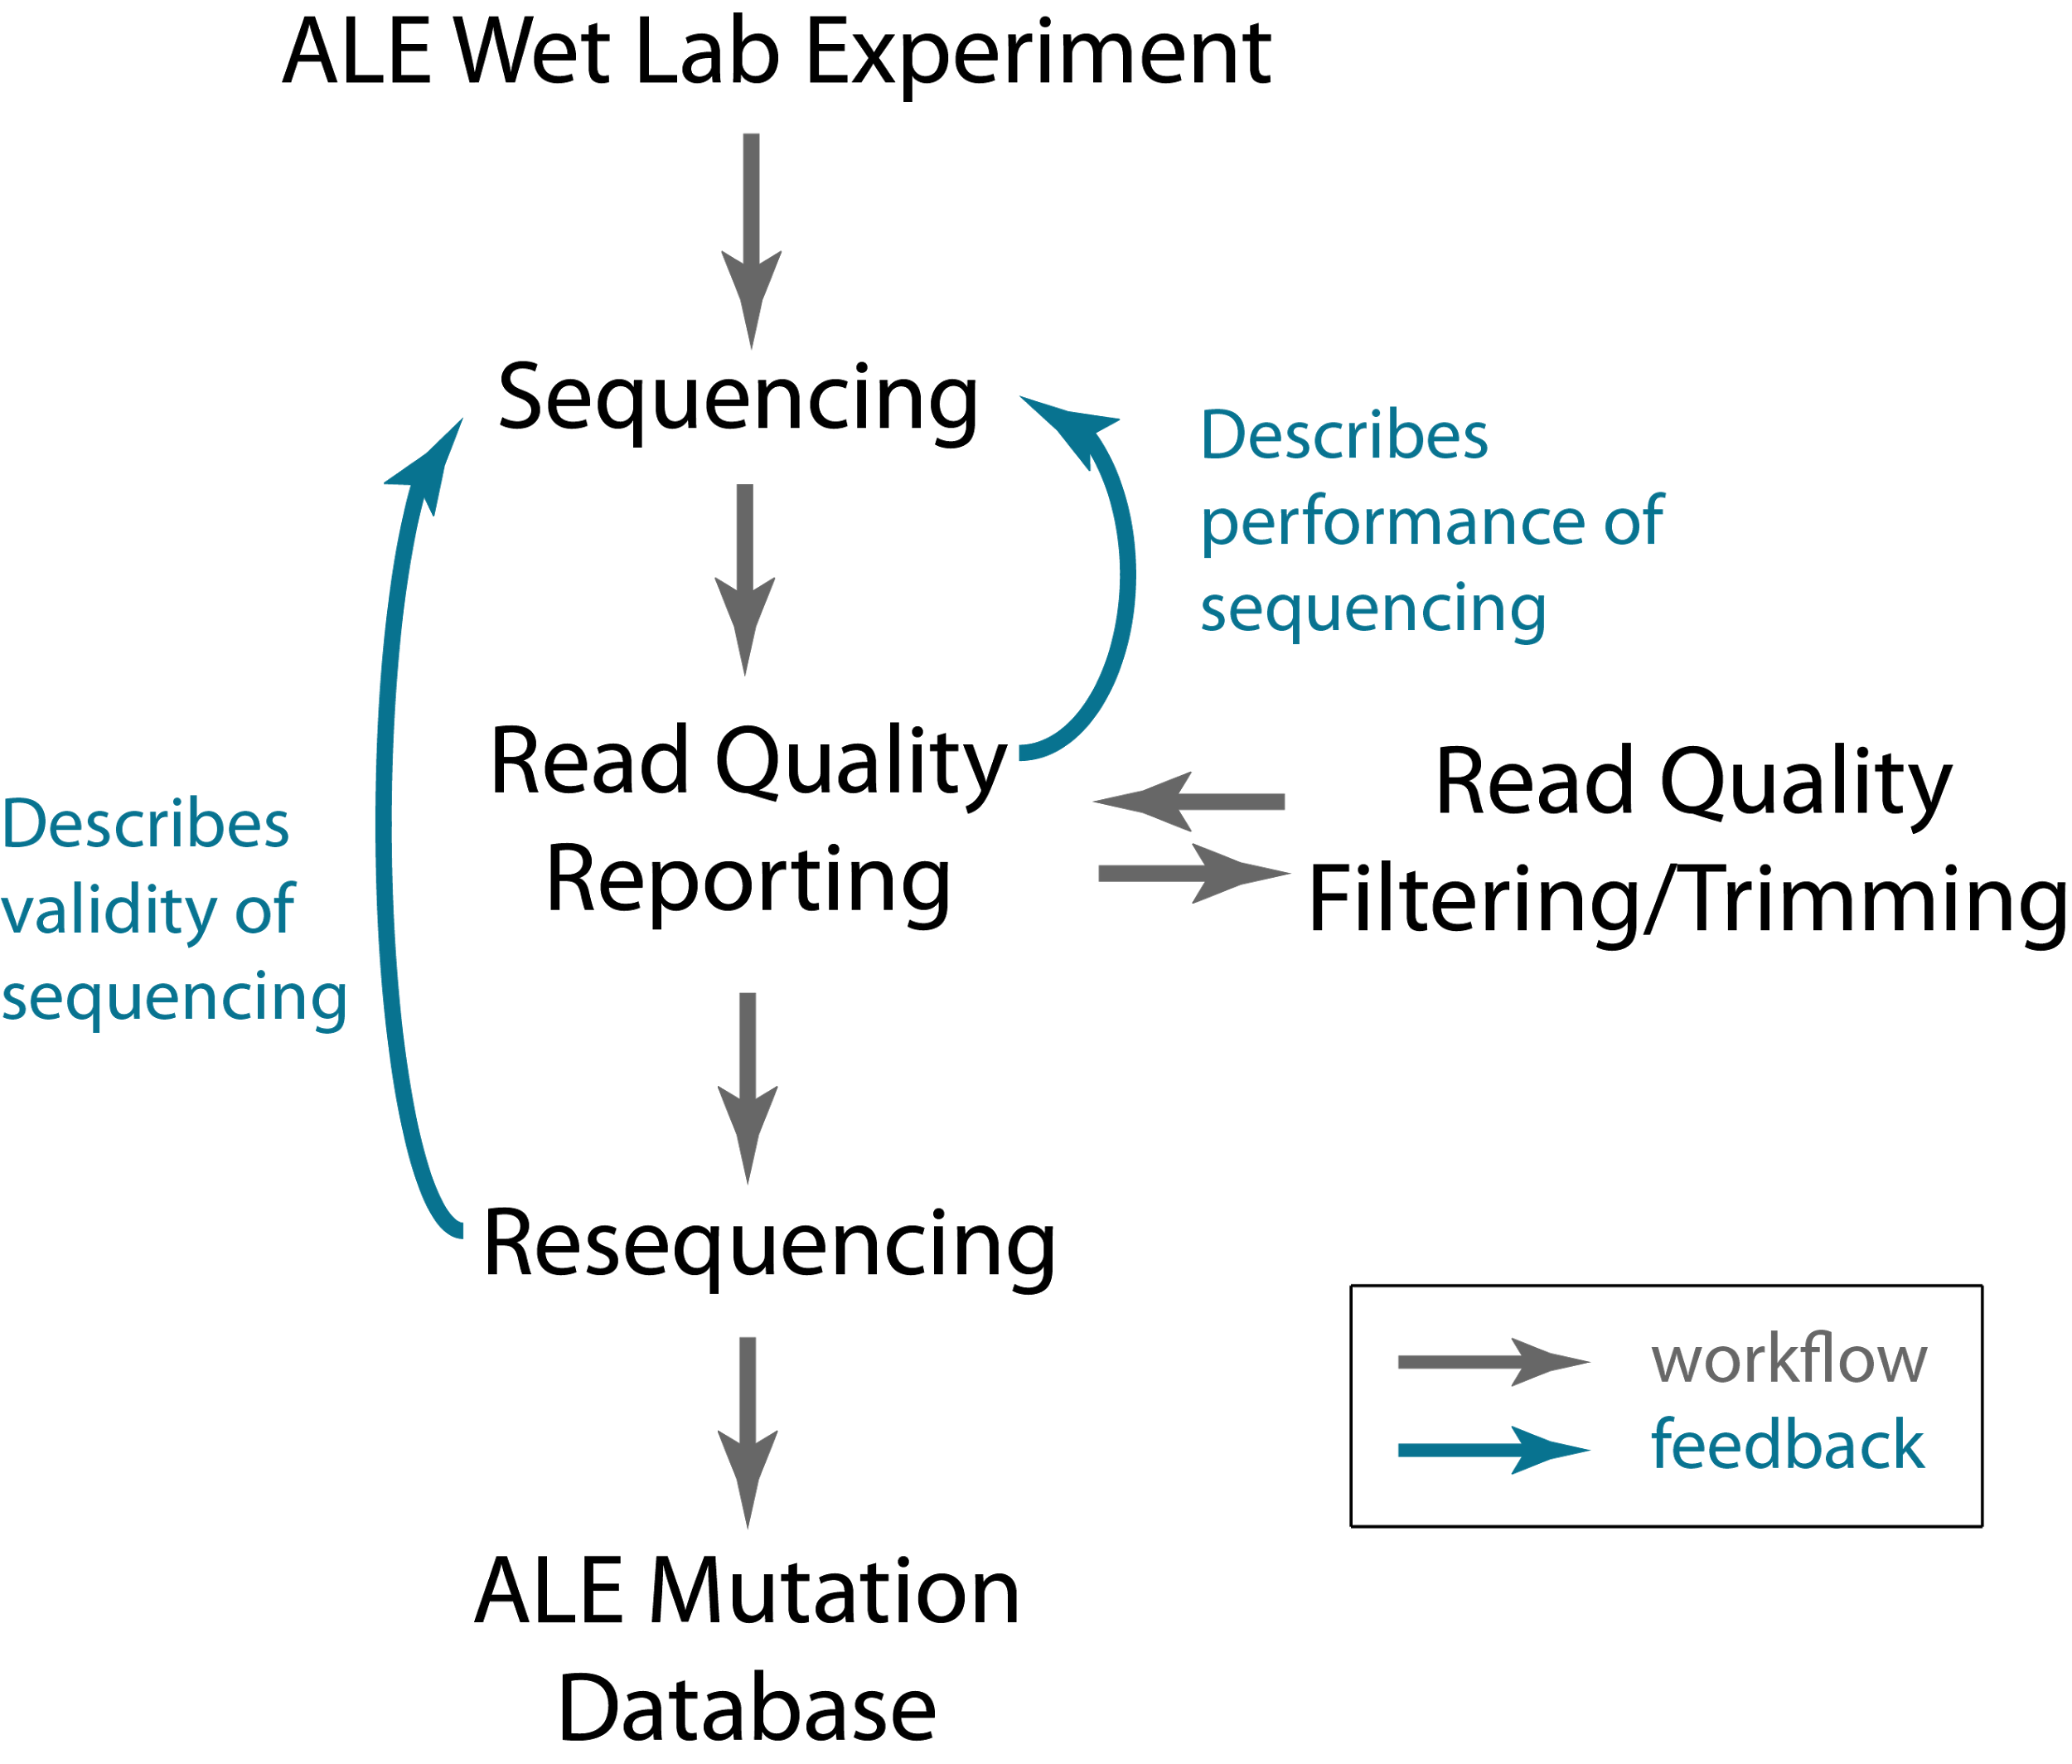 ALE Wet Lab Experiment
Sequencing
Describes
performance of
sequencing
Read Quality
Reporting
Read Quality
Filtering/Trimming
Describes
validity of
sequencing
Resequencing
workflow
feedback
ALE Mutation
Database